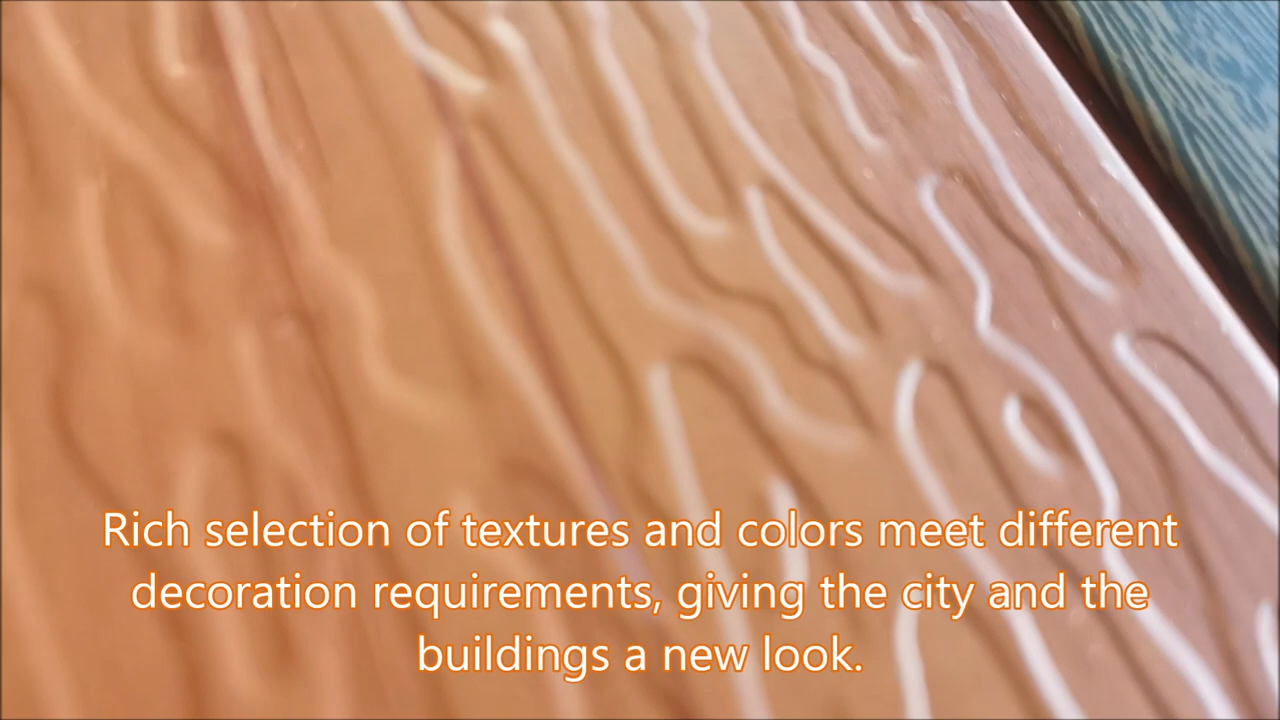 Rich selection of textures and colors meet different
decoration requirements, giving the city and the
buildings a new look.